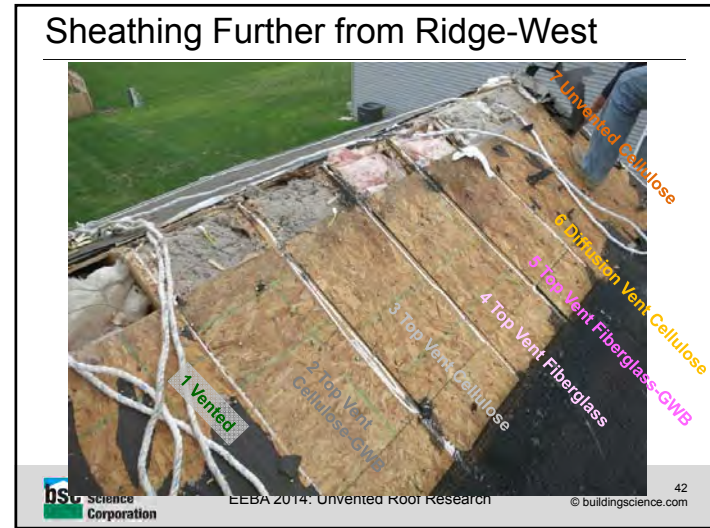 Sheathing Further from Ridge-West
7 Unvented Cellulose
6 Diffusion Vent Cellulose
5 Top Vent Fiberglass-GWB
4 Top Vent Fiberglass
3 Top Vent Cellulose
2 Top Vent
Cellulose-GWB
1 Vented
bsc Science
Corporation
EEBA 2014: Unvented Roof Research
42
© buildingscience.com